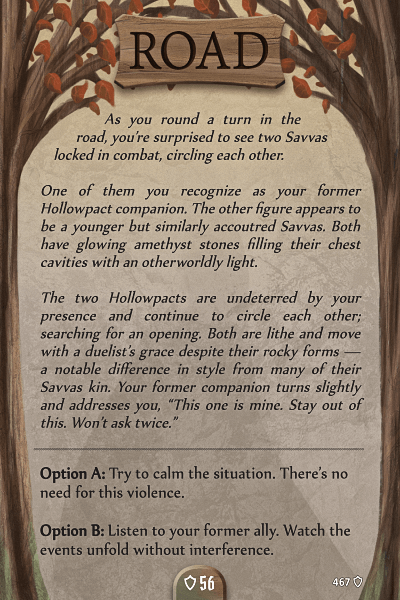 ROAD
As you round a turn in the
road, you're surprised to see two Savvas
locked in combat, circling each other.
One of them you recognize as your former
Hollowpact companion. The other figure appears to
be a younger but similarly accoutred Savvas. Both
have glowing amethyst stones filling their chest
cavities with an otherworldly light.
The two Hollowpacts are undeterred by your
presence and continue to circle each other;
searching for an opening. Both are lithe and move
with a duelist's grace despite their rocky forms —
a notable difference in style from many of their
Savvas kin. Your former companion turns slightly
and addresses you, "This one is mine. Stay out of
this. Won't ask twice."
Option A: Try to calm the situation. There's no
need for this violence.
Option B: Listen to your former ally. Watch the
events unfold without interference.
56
467